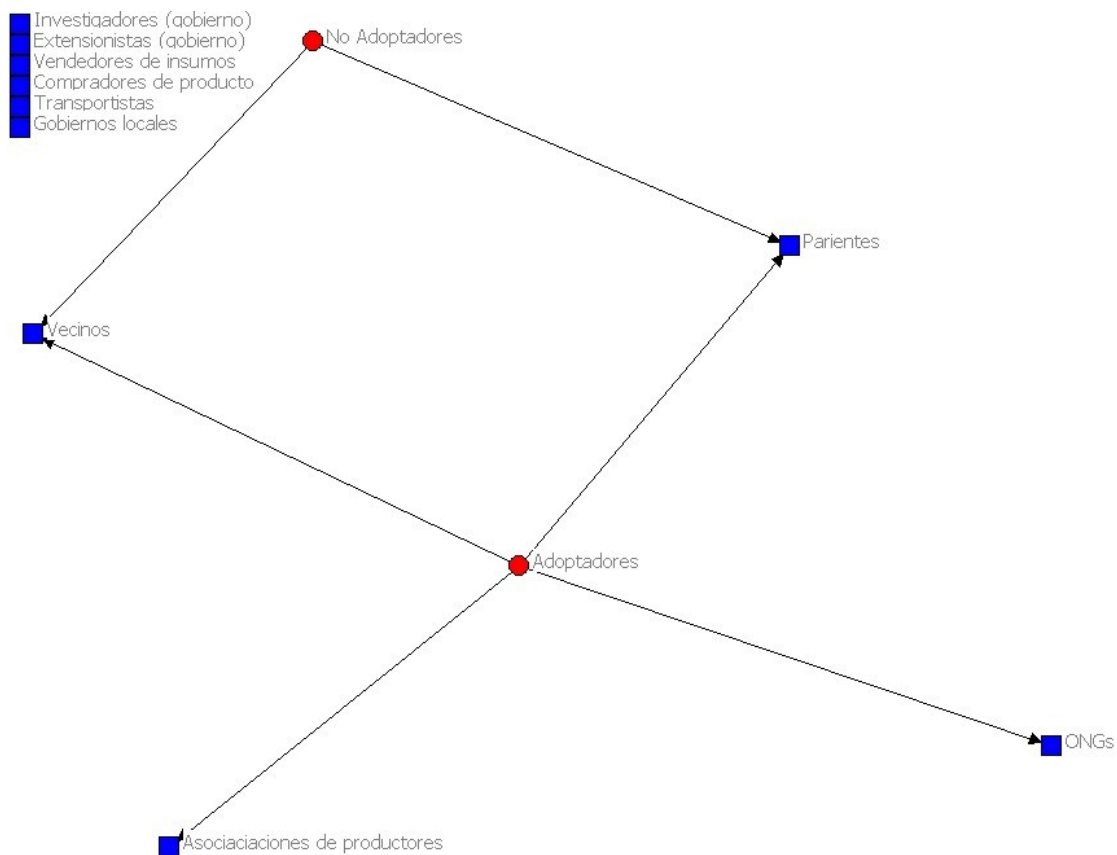 Investigadores (gobierno)
Extensionistas (gobierno)
Vendedores de insumos
Compradores de producto
Transportistas
Gobiernos locales
No Adoptadores
Parientes
Vecinos
Adoptadores
ONGs
Asociaciaciones de productores